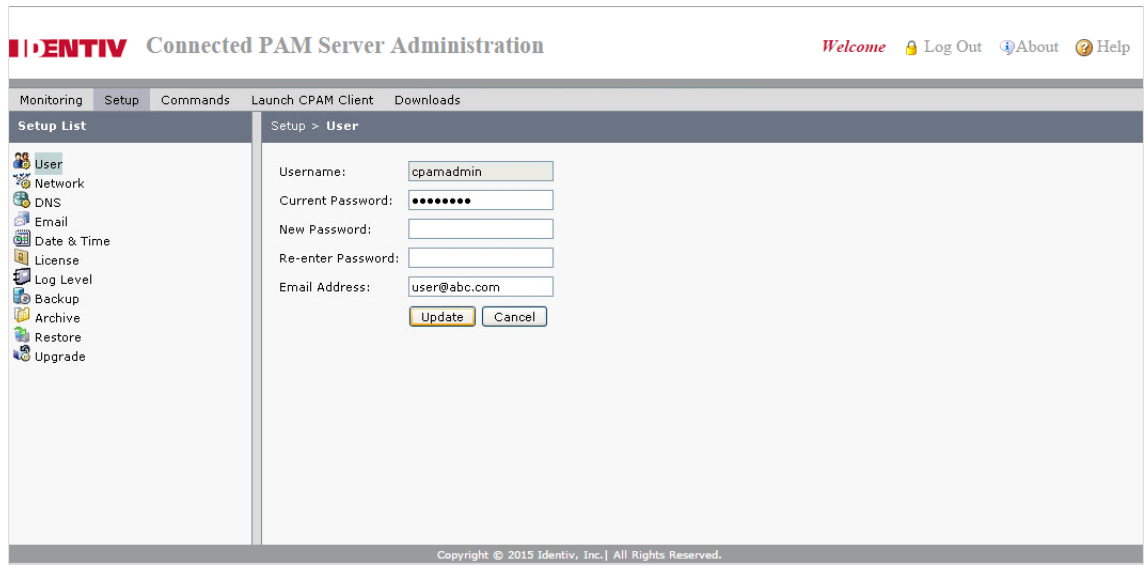 IDENTIV Connected PAM Server Administration Welcome Log Out About Help
Monitoring Setup Commands Launch CPAM Client Downloads
Setup List
User
Network
DNS
Email
Date & Time
License
Log Level
Backup
Archive
Restore
Upgrade
Setup > User
Username: cpamadmin
Current Password: ●●●●●●●●
New Password:
Re-enter Password:
Email Address: user@abc.com
Update Cancel
Copyright © 2015 Identiv, Inc.| All Rights Reserved.